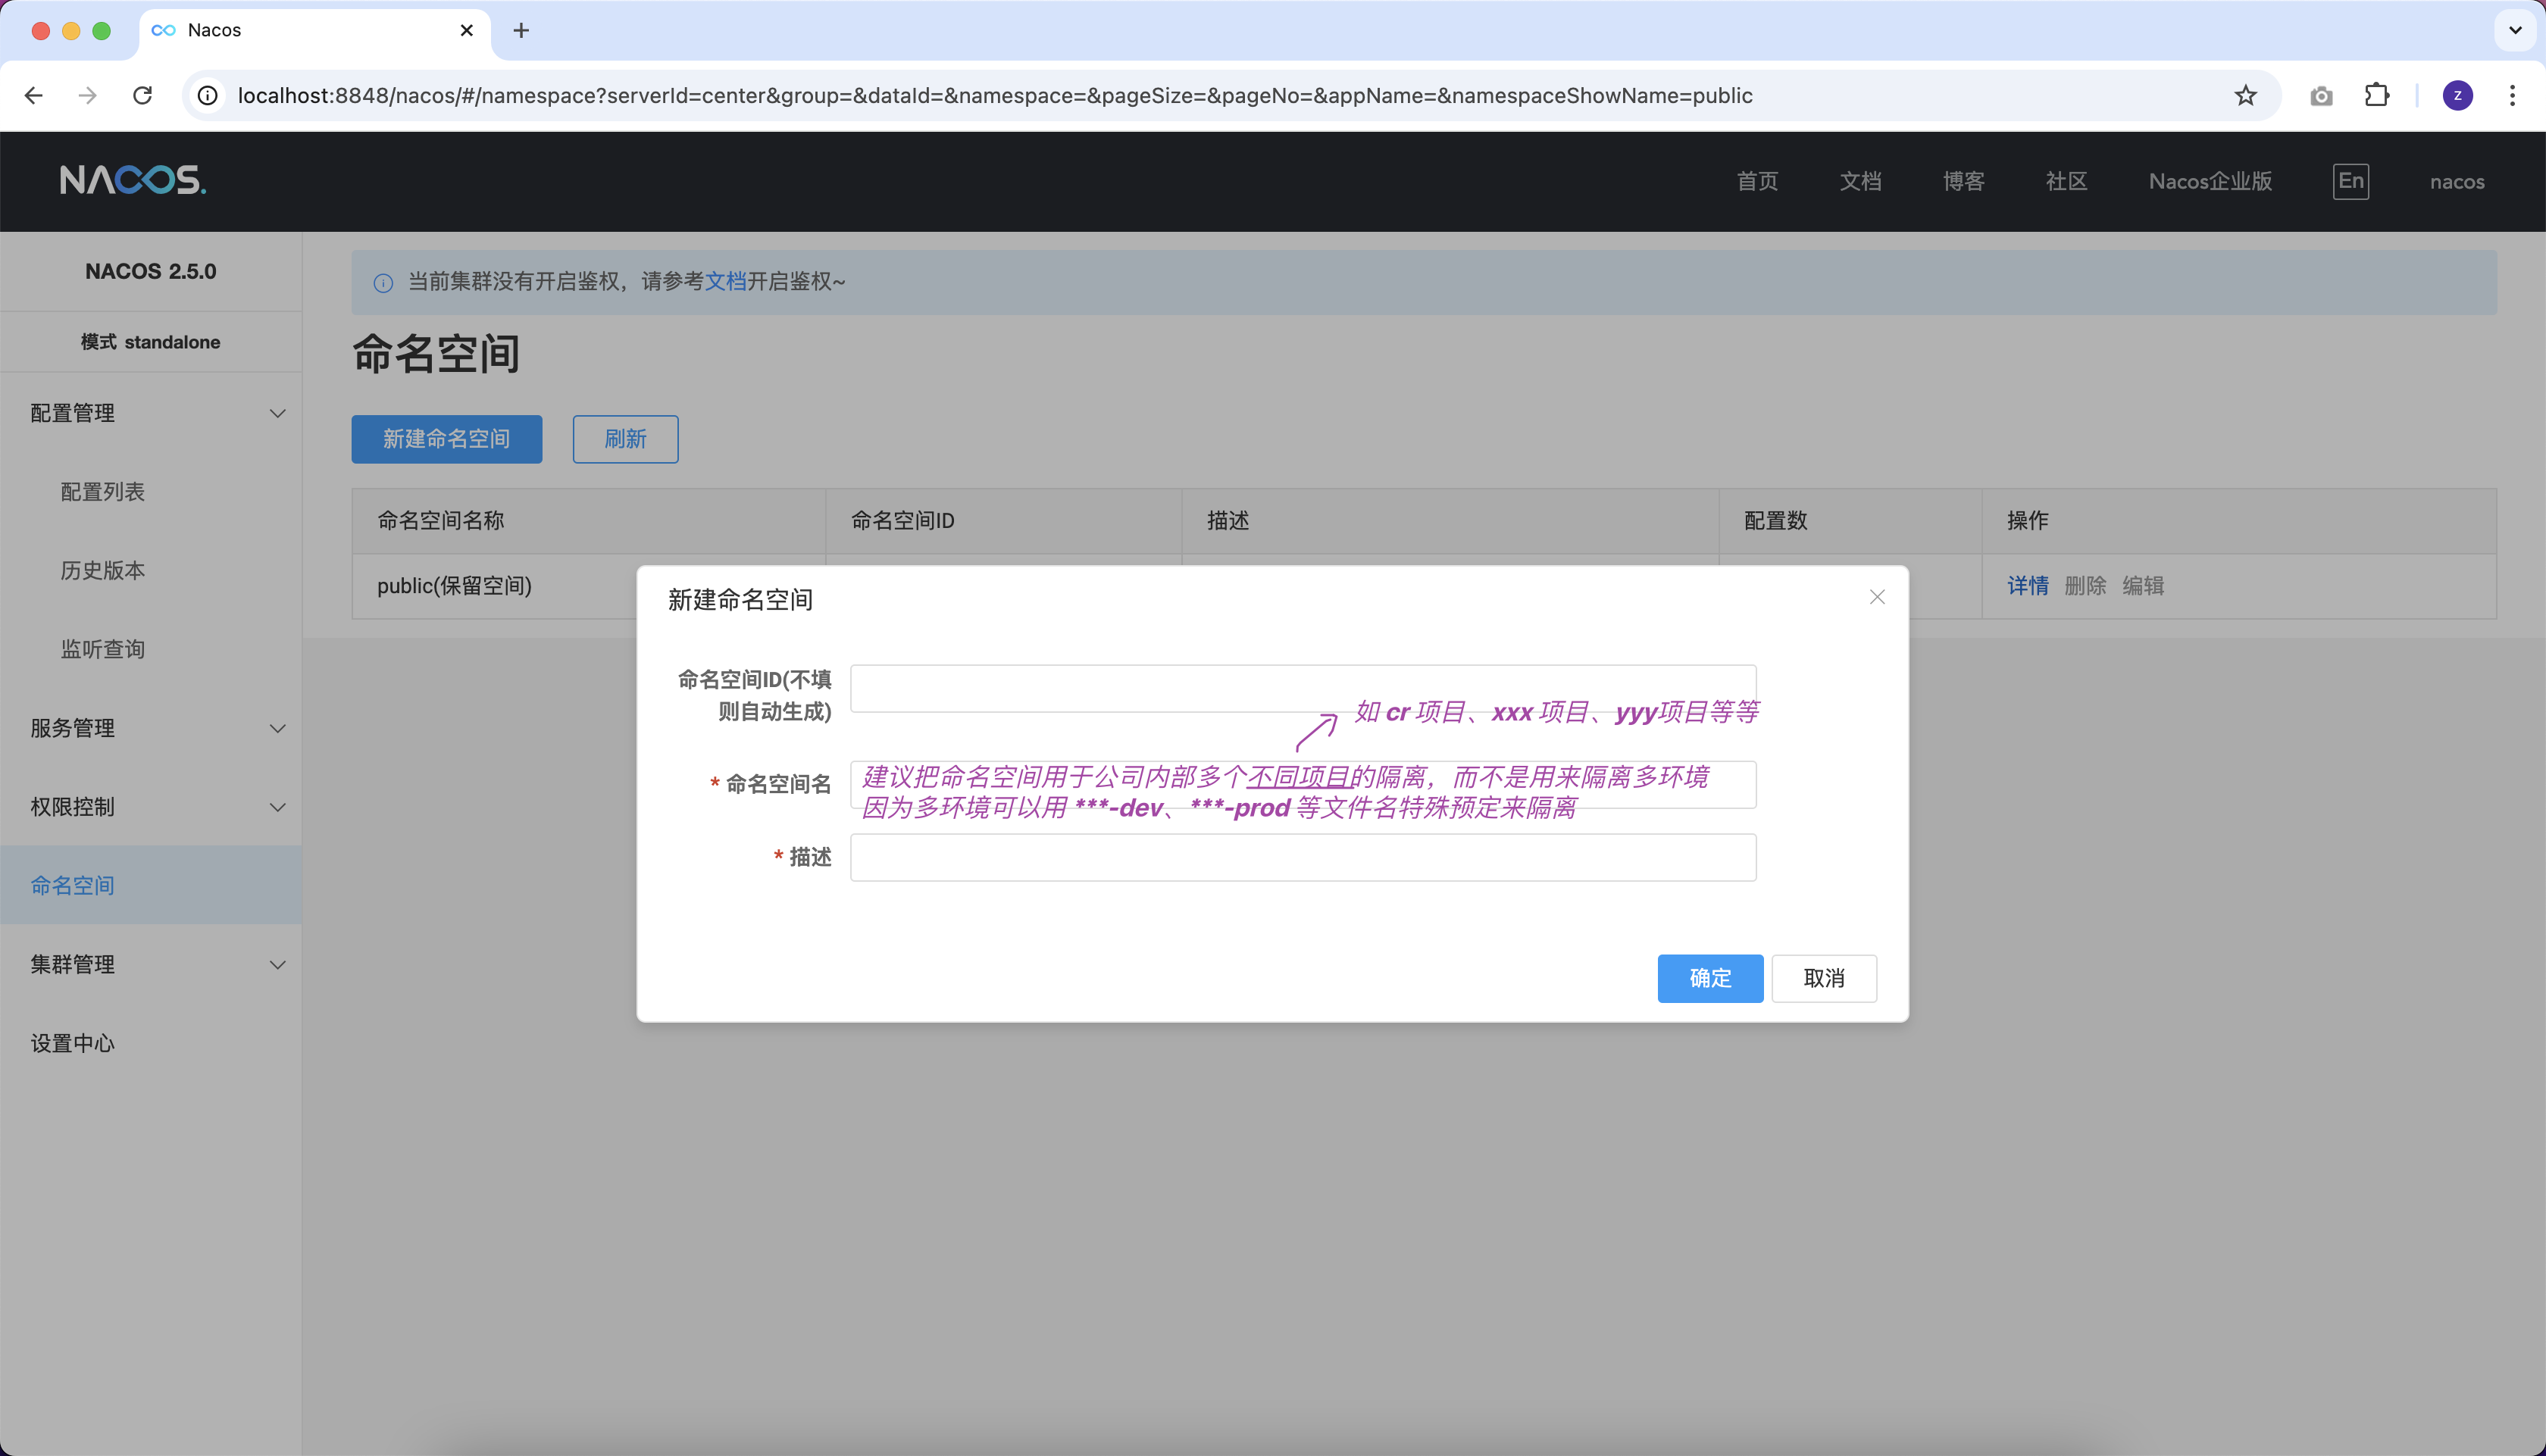 Nacos
localhost:8848/nacos/#/namespace?serverId=center&group=&dataId=&namespace=&pageSize=&pageNo=&appName=&namespaceShowName=public
z
NACOS.
首页 文档 博客 社区 Nacos企业版 En nacos
NACOS 2.5.0
模式 standalone
配置管理
配置列表
历史版本
监听查询
服务管理
权限控制
命名空间
集群管理
设置中心
当前集群没有开启鉴权，请参考文档开启鉴权~
命名空间
新建命名空间 刷新
命名空间名称 命名空间ID 描述 配置数 操作
public(保留空间) 详情 删除 编辑
新建命名空间
命名空间ID(不填
则自动生成)
如 cr 项目、xxx 项目、yyy项目等等
* 命名空间名
建议把命名空间用于公司内部多个不同项目的隔离，而不是用来隔离多环境
因为多环境可以用 ***-dev、***-prod 等文件名特殊预定来隔离
* 描述
确定 取消